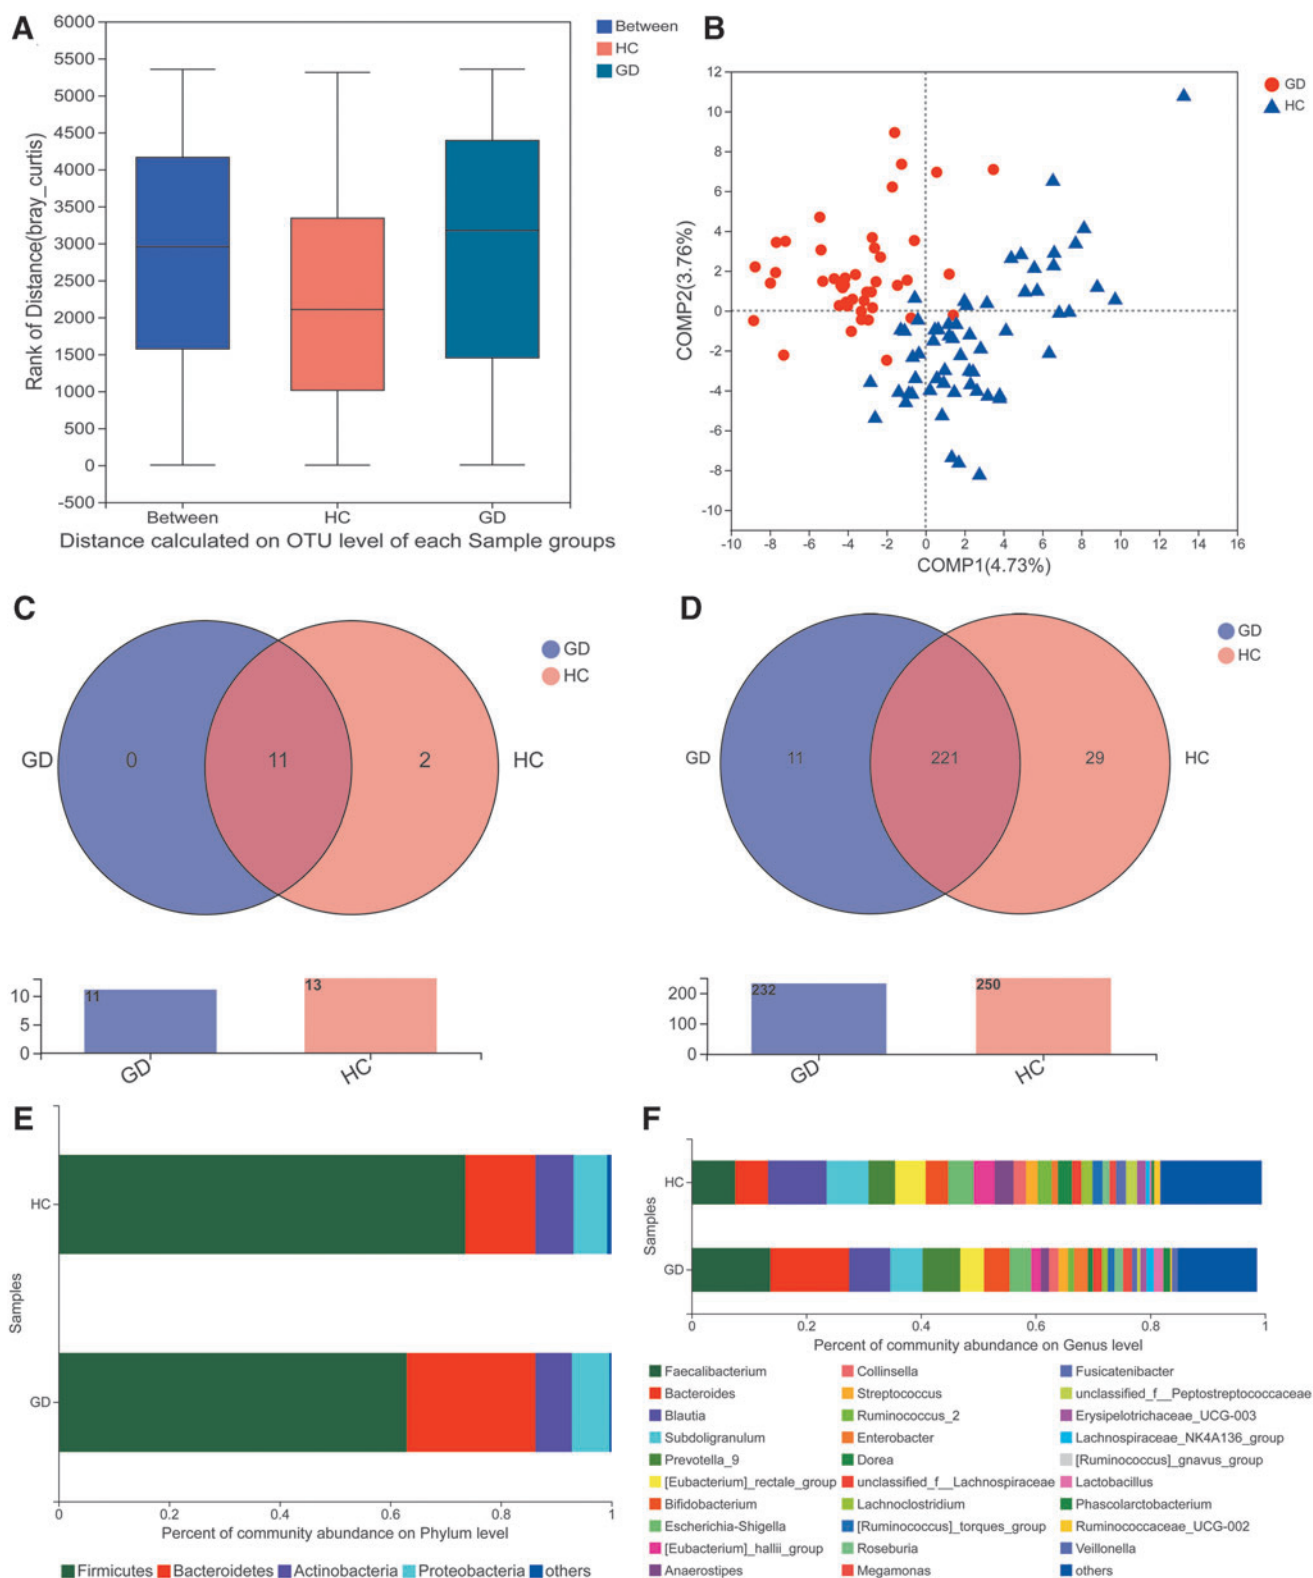 A
6000
5500
5000
4500
4000
3500
3000
2500
2000
1500
1000
500
0
-500
Rank of Distance(bray_curtis)
Between
HC
GD
Distance calculated on OTU level of each Sample groups
Between
HC
GD
B
12
10
8
6
4
2
0
-2
-4
-6
-8
-10
COMP2(3.76%)
-10 -8 -6 -4 -2 0 2 4 6 8 10 12 14 16
COMP1(4.73%)
GD
HC
C
GD
HC
GD 0 11 2 HC
10
5
0
11
13
GD
HC
D
GD
HC
GD 11 221 29 HC
200
100
0
232
250
GD
HC
E
Samples
HC
GD
0 0.2 0.4 0.6 0.8 1
Percent of community abundance on Phylum level
Firmicutes Bacteroidetes Actinobacteria Proteobacteria others
F
Samples
HC
GD
0 0.2 0.4 0.6 0.8 1
Percent of community abundance on Genus level
Faecalibacterium Collinsella Fusicatenibacter
Bacteroides Streptococcus unclassified_f__Peptostreptococcaceae
Blautia Ruminococcus_2 Erysipelotrichaceae_UCG-003
Subdoligranulum Enterobacter Lachnospiraceae_NK4A136_group
Prevotella_9 Dorea [Ruminococcus]_gnavus_group
[Eubacterium]_rectale_group unclassified_f__Lachnospiraceae Lactobacillus
Bifidobacterium Lachnoclostridium Phascolarctobacterium
Escherichia-Shigella [Ruminococcus]_torques_group Ruminococcaceae_UCG-002
[Eubacterium]_hallii_group Roseburia Veillonella
Anaerostipes Megamonas others